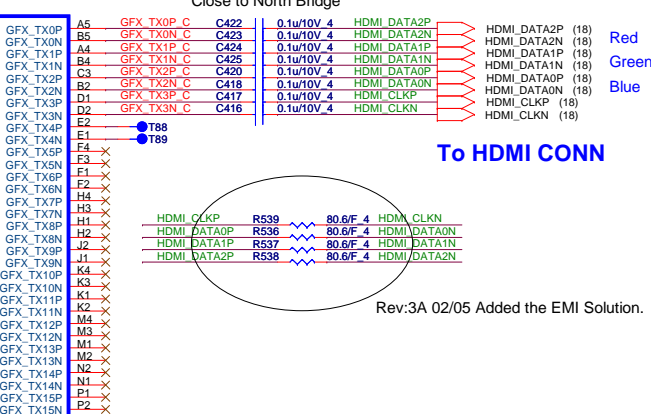 Close to North Bridge
GFX_TX0P A5 GFX_TX0P_C C422 0.1u/10V_4 HDMI_DATA2P HDMI_DATA2P (18)
GFX_TX0N B5 GFX_TX0N_C C423 0.1u/10V_4 HDMI_DATA2N HDMI_DATA2N (18) Red
GFX_TX1P A4 GFX_TX1P_C C424 0.1u/10V_4 HDMI_DATA1P HDMI_DATA1P (18)
GFX_TX1N B4 GFX_TX1N_C C425 0.1u/10V_4 HDMI_DATA1N HDMI_DATA1N (18) Green
GFX_TX2P C3 GFX_TX2P_C C420 0.1u/10V_4 HDMI_DATA0P HDMI_DATA0P (18)
GFX_TX2N B2 GFX_TX2N_C C418 0.1u/10V_4 HDMI_DATA0N HDMI_DATA0N (18) Blue
GFX_TX3P D1 GFX_TX3P_C C417 0.1u/10V_4 HDMI_CLKP HDMI_CLKP (18)
GFX_TX3N D2 GFX_TX3N_C C416 0.1u/10V_4 HDMI_CLKN HDMI_CLKN (18)
GFX_TX4P E2 T88
GFX_TX4N E1 T89
GFX_TX5P F4
To HDMI CONN
GFX_TX5N F3
GFX_TX6P F1
GFX_TX6N F2
GFX_TX7P H4
GFX_TX7N H3
GFX_TX8P H1 HDMI_CLKP R539 80.6/F_4 HDMI_CLKN
GFX_TX8N H2 HDMI_DATA0P R536 80.6/F_4 HDMI_DATA0N
GFX_TX9P J2 HDMI_DATA1P R537 80.6/F_4 HDMI_DATA1N
GFX_TX9N J1 HDMI_DATA2P R538 80.6/F_4 HDMI_DATA2N
GFX_TX10P K4
GFX_TX10N K3
GFX_TX11P K1
GFX_TX11N K2
Rev:3A 02/05 Added the EMI Solution.
GFX_TX12P M4
GFX_TX12N M3
GFX_TX13P M1
GFX_TX13N M2
GFX_TX14P N2
GFX_TX14N N1
GFX_TX15P P1
GFX_TX15N P2